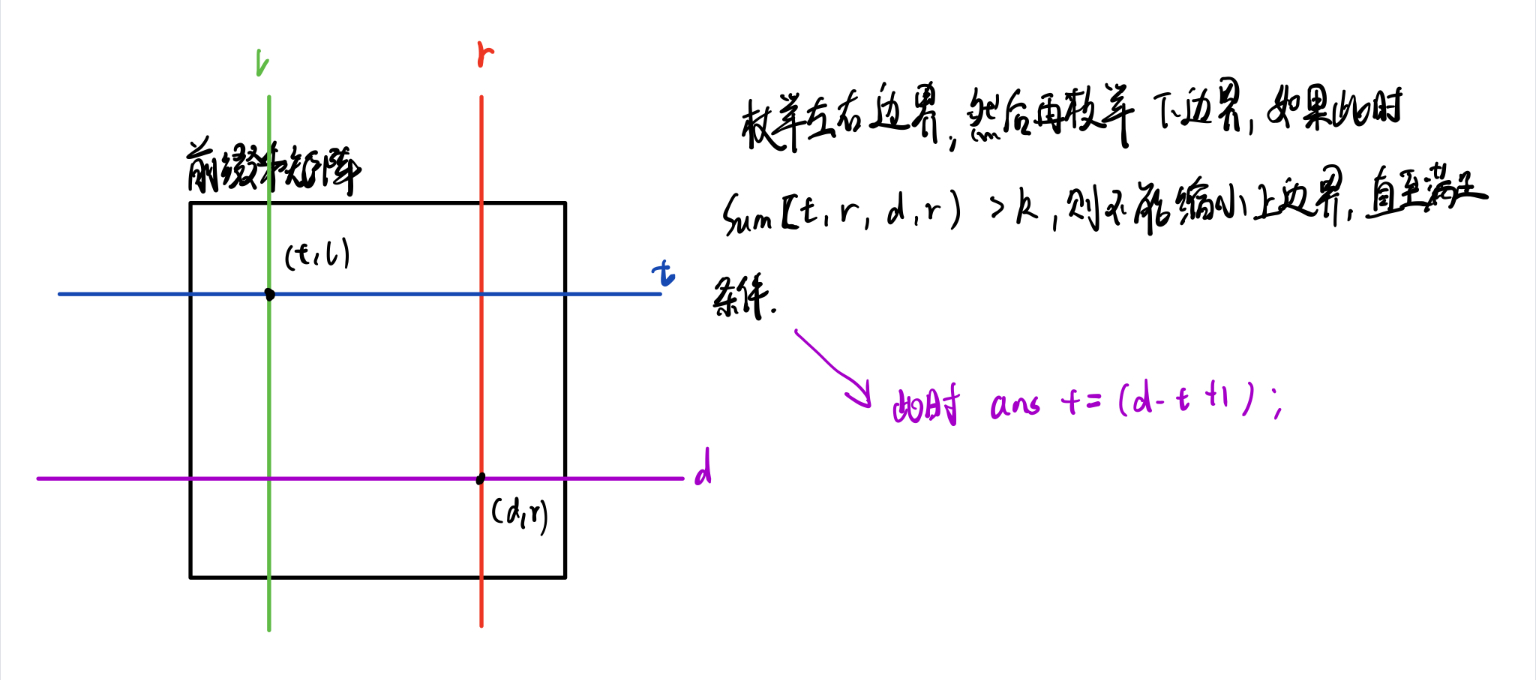 l
r
前缀和矩阵
(t,l)
t
d
(d,r)
枚举左右边界,然后再枚举 下边界,如果此时
Sum[t,r,d,r) >k,则不能缩小上边界,直至满足
条件.
此时 ans += (d-t+1);